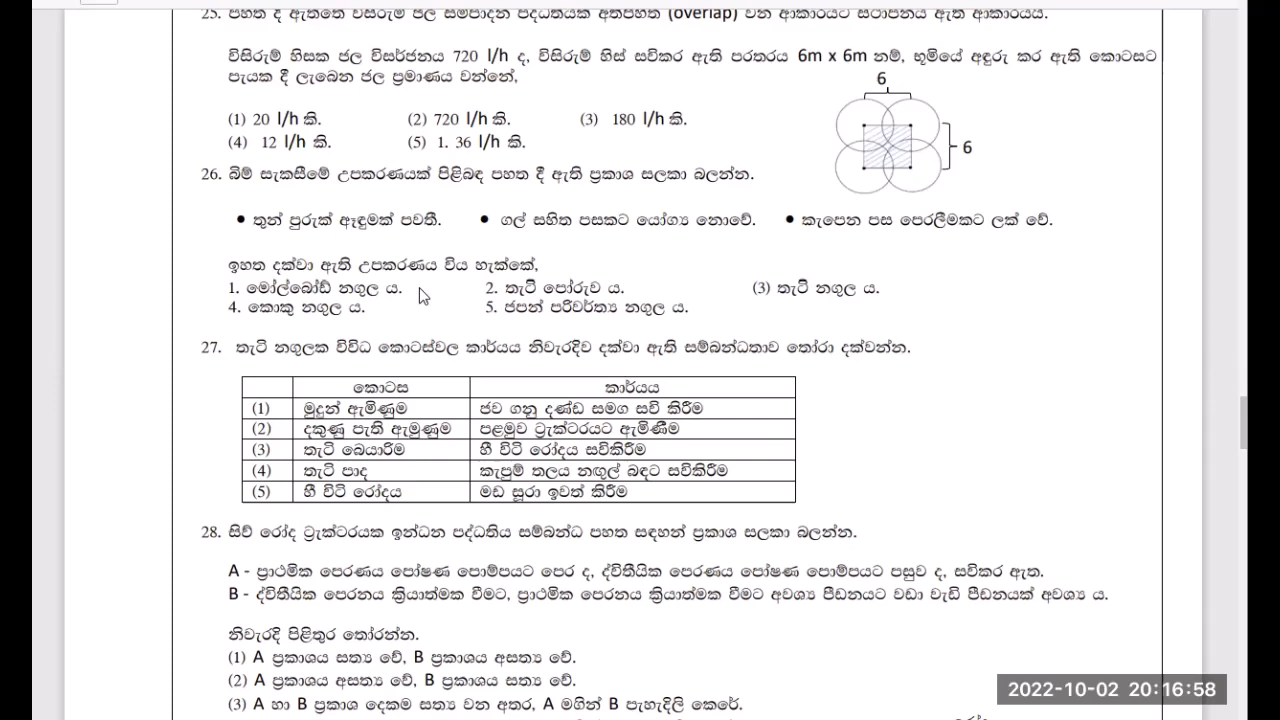 25. පහත දී ඇත්තේ විසිරුම් ජල සම්පාදන පද්ධතියක අතිපිහිත (overlap) වන ආකාරයට ස්ථාපනය ඇති ආකාරයයි.
විසිරුම් හිසක ජල විසර්ජනය 720 l/h ද, විසිරුම් හිස් සවිකර ඇති පරතරය 6m x 6m නම්, භූමියේ අඳුරු කර ඇති කොටසට
පැයක දී ලැබෙන ජල ප්‍රමාණය වන්නේ,
6
6
(1) 20 l/h කි. (2) 720 l/h කි. (3) 180 l/h කි.
(4) 12 l/h කි. (5) 1. 36 l/h කි.
26. බිම් සැකසීමේ උපකරණයක් පිළිබඳ පහත දී ඇති ප්‍රකාශ සලකා බලන්න.
• තුන් පුරුක් ඈඳුමක් පවතී. • ගල් සහිත පසකට යෝග්‍ය නොවේ. • කැපෙන පස පෙරලීමකට ලක් වේ.
ඉහත දක්වා ඇති උපකරණය විය හැක්කේ,
1. මෝල්බෝඩ් නගුල ය. 2. තැටි පෝරුව ය. (3) තැටි නගුල ය.
4. කොකු නගුල ය. 5. ජපන් පරිවර්ත්‍ය නගුල ය.
27. තැටි නගුලක විවිධ කොටස්වල කාර්යය නිවැරදිව දක්වා ඇති සම්බන්ධතාව තෝරා දක්වන්න.
කොටස කාර්යය
(1) මුදුන් ඇමිණුම ජව ගනු දණ්ඩ සමග සවි කිරීම
(2) දකුණු පැති ඇමුණුම පළමුව ට්‍රැක්ටරයට ඇමිණීම
(3) තැටි බෙයාරිම හී විටි රෝදය සවිකිරීම
(4) තැටි පාද කැපුම් තලය නගුල් බඳට සවිකිරීම
(5) හී විටි රෝදය මඩ සූරා ඉවත් කිරීම
28. සිව් රෝද ට්‍රැක්ටරයක ඉන්ධන පද්ධතිය සම්බන්ධ පහත සඳහන් ප්‍රකාශ සලකා බලන්න.
A - ප්‍රාථමික පෙරණය පෝෂණ පොම්පයට පෙර ද, ද්විතීයික පෙරණය පෝෂණ පොම්පයට පසුව ද, සවිකර ඇත.
B - ද්විතීයික පෙරනය ක්‍රියාත්මක වීමට, ප්‍රාථමික පෙරනය ක්‍රියාත්මක වීමට අවශ්‍ය පීඩනයට වඩා වැඩි පීඩනයක් අවශ්‍ය ය.
නිවැරදි පිළිතුර තෝරන්න.
(1) A ප්‍රකාශය සත්‍ය වේ, B ප්‍රකාශය අසත්‍ය වේ.
(2) A ප්‍රකාශය අසත්‍ය වේ, B ප්‍රකාශය සත්‍ය වේ.
(3) A හා B ප්‍රකාශ දෙකම සත්‍ය වන අතර, A මගින් B පැහැදිලි කෙරේ.
2022-10-02 20:16:58